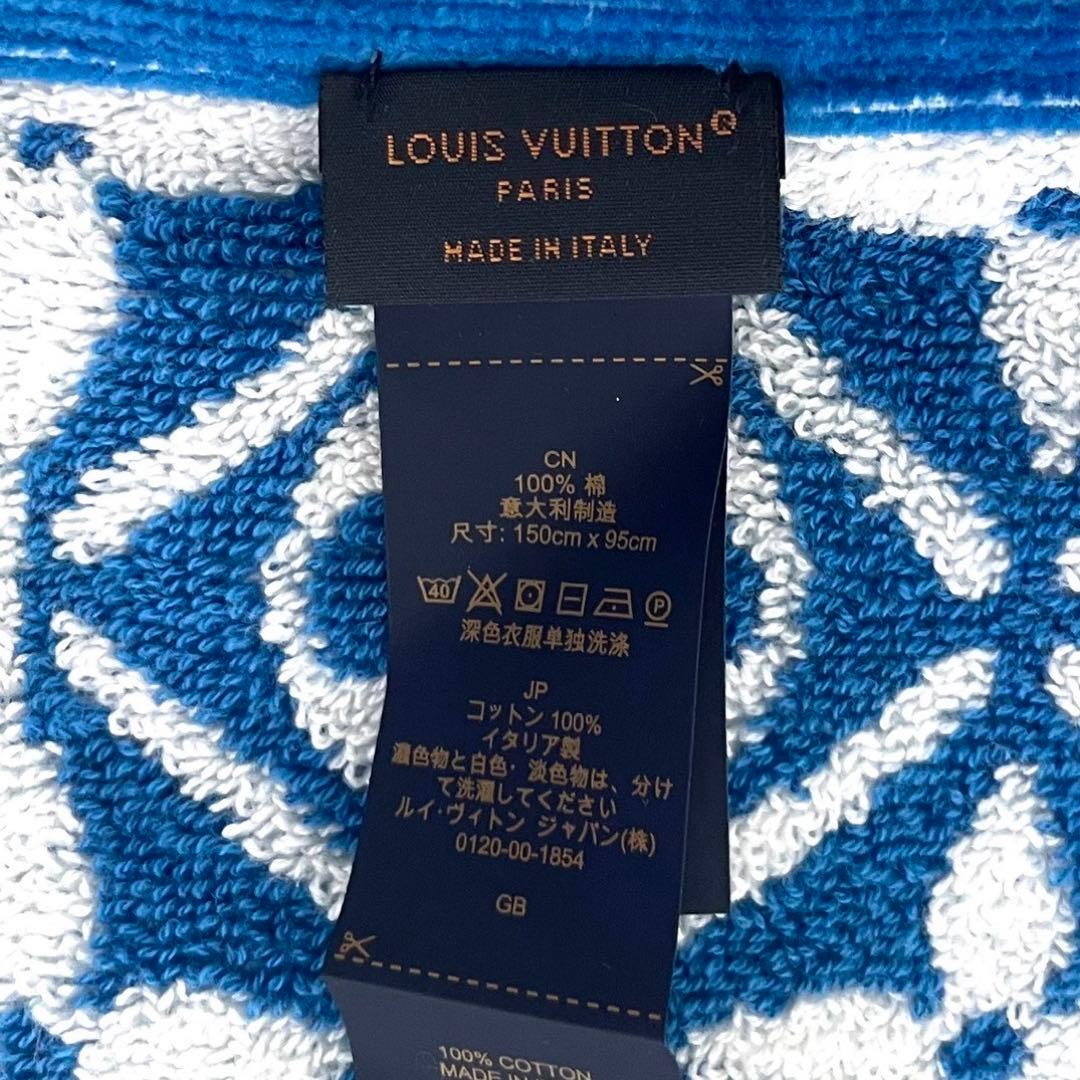 LOUIS VUITTON®
PARIS
MADE IN ITALY
CN
100% 棉
意大利制造
尺寸: 150cm x 95cm
40
P
深色衣服单独洗涤
JP
コットン 100%
イタリア製
濃色物と白色・淡色物は、分け
て洗濯してください
ルイ・ヴィトン ジャパン(株)
0120-00-1854
GB
100% COTTON
MADE IN